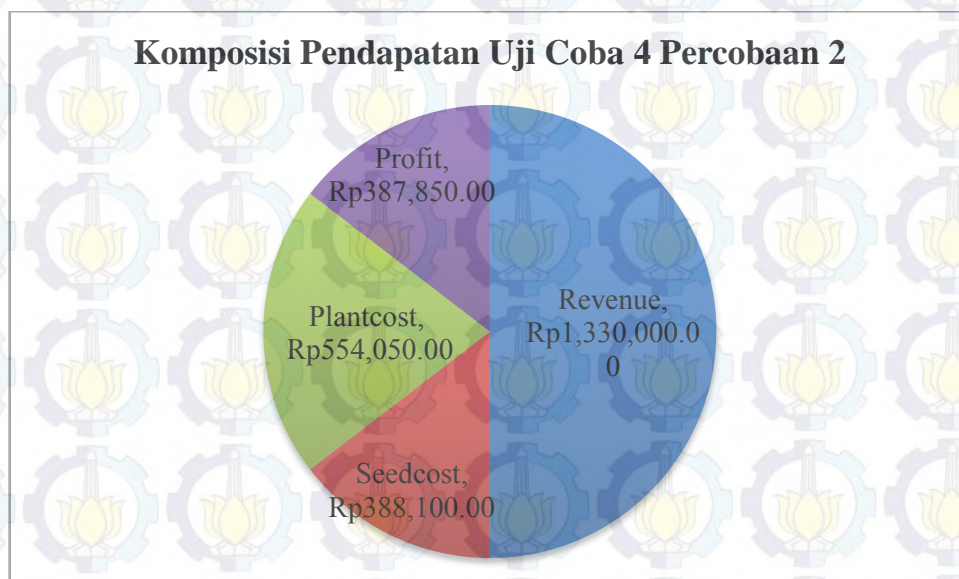 Komposisi Pendapatan Uji Coba 4 Percobaan 2
Profit,
Rp387,850.00
Revenue,
Rp1,330,000.0
0
Plantcost,
Rp554,050.00
Seedcost,
Rp388,100.00